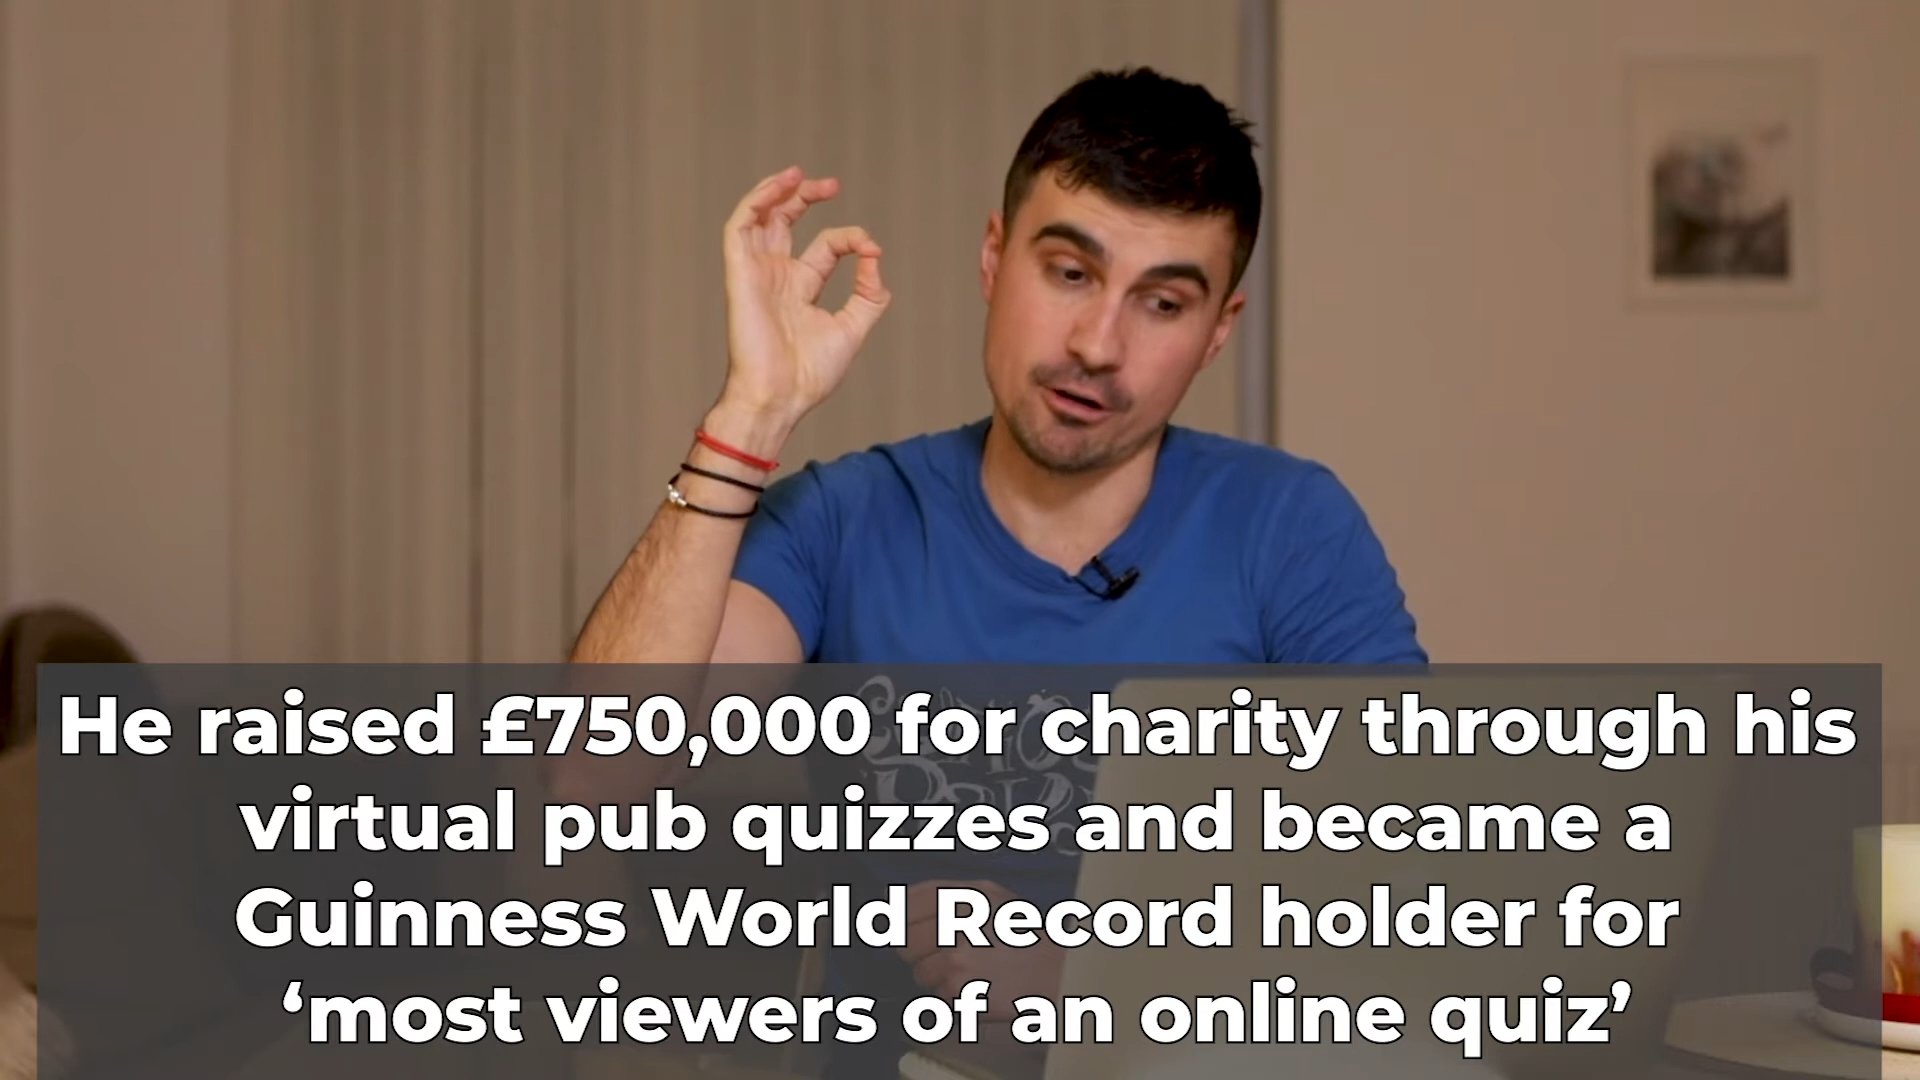 He raised £750,000 for charity through his
virtual pub quizzes and became a
Guinness World Record holder for
‘most viewers of an online quiz’